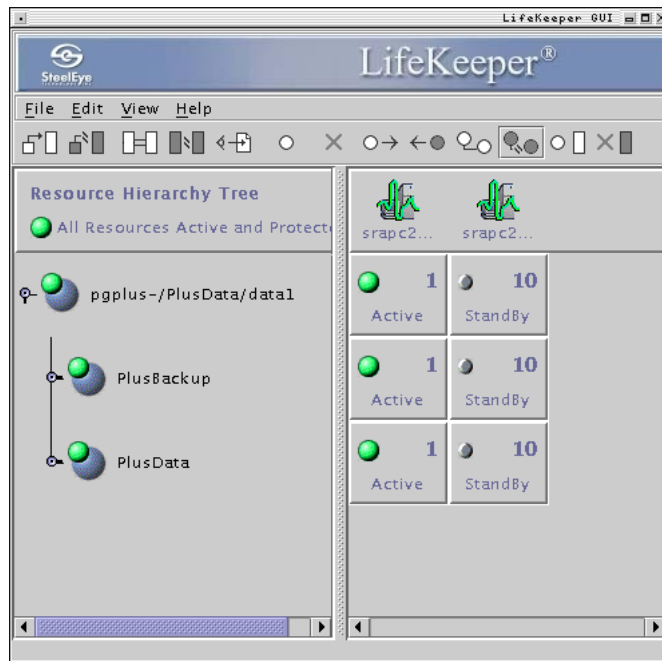 LifeKeeper GUI
SteelEye
LifeKeeper®
File Edit View Help
Resource Hierarchy Tree
All Resources Active and Protect
srapc2... srapc2...
pgplus-/PlusData/data1
1 10
Active StandBy
PlusBackup
1 10
Active StandBy
PlusData
1 10
Active StandBy